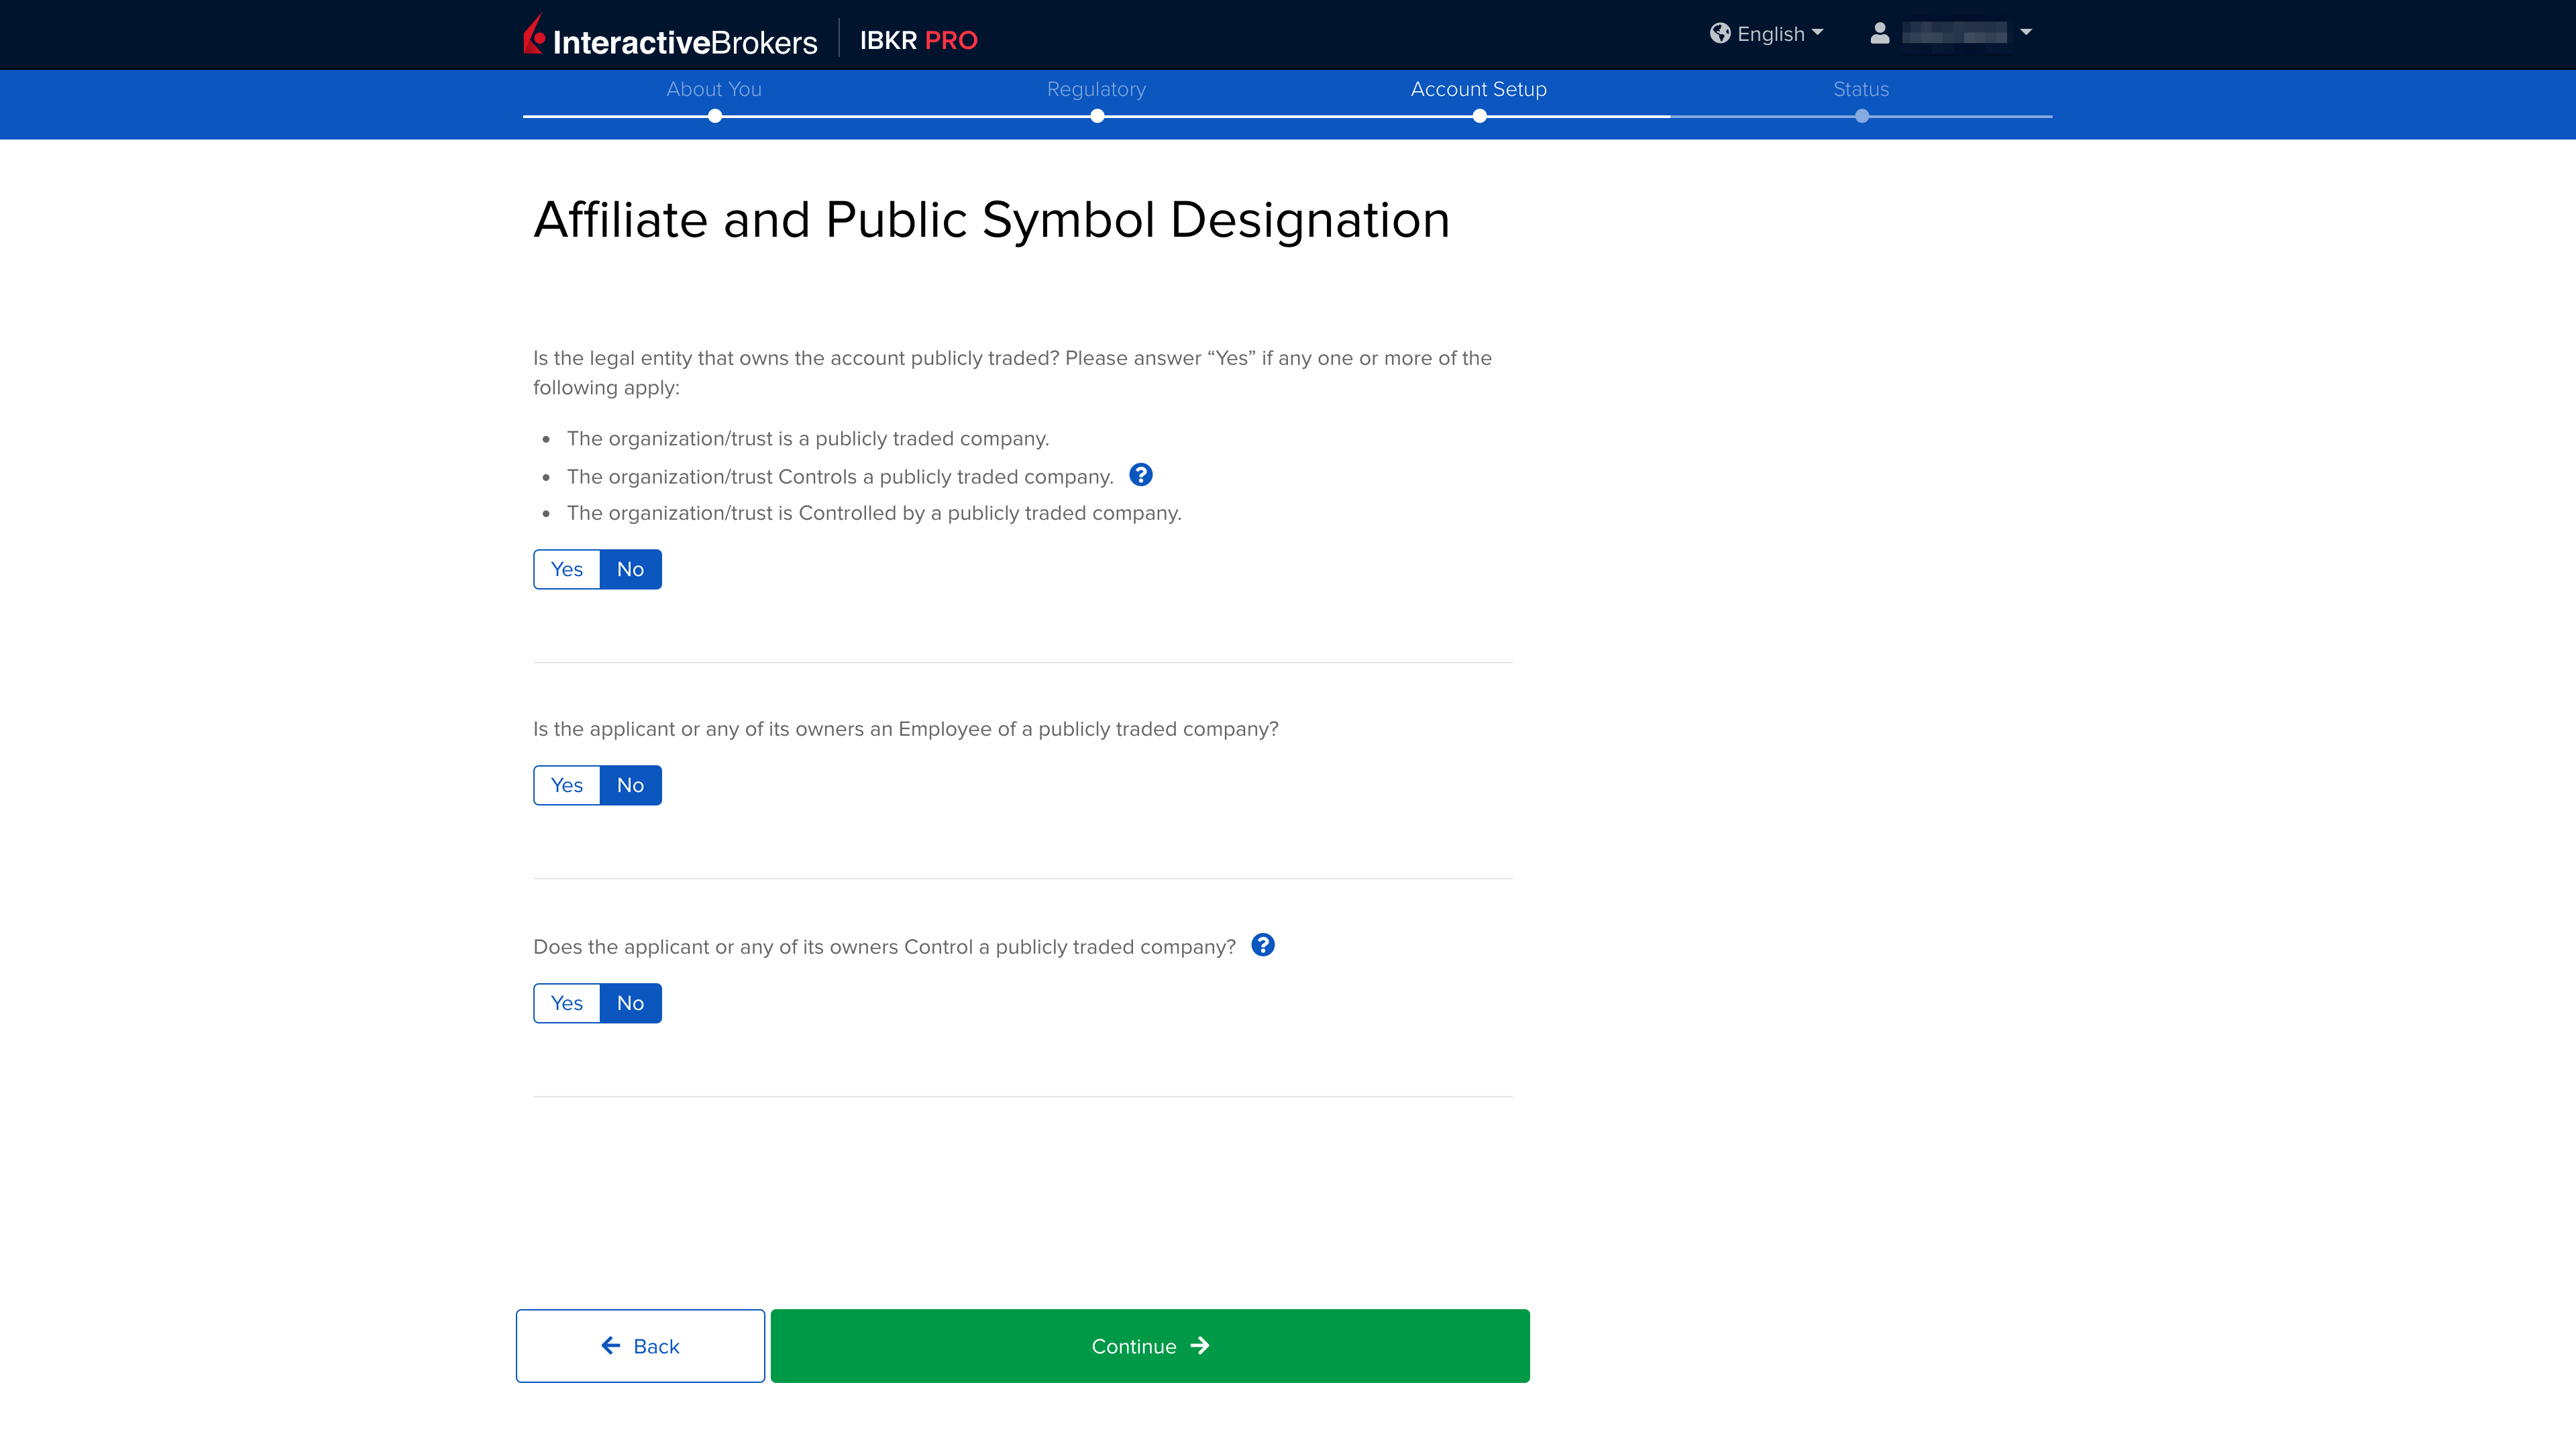 InteractiveBrokers
IBKR PRO
English
About You
Regulatory
Account Setup
Status
Affiliate and Public Symbol Designation
Is the legal entity that owns the account publicly traded? Please answer “Yes” if any one or more of the
following apply:
• The organization/trust is a publicly traded company.
• The organization/trust Controls a publicly traded company. ?
• The organization/trust is Controlled by a publicly traded company.
Yes No
Is the applicant or any of its owners an Employee of a publicly traded company?
Yes No
Does the applicant or any of its owners Control a publicly traded company? ?
Yes No
← Back
Continue →